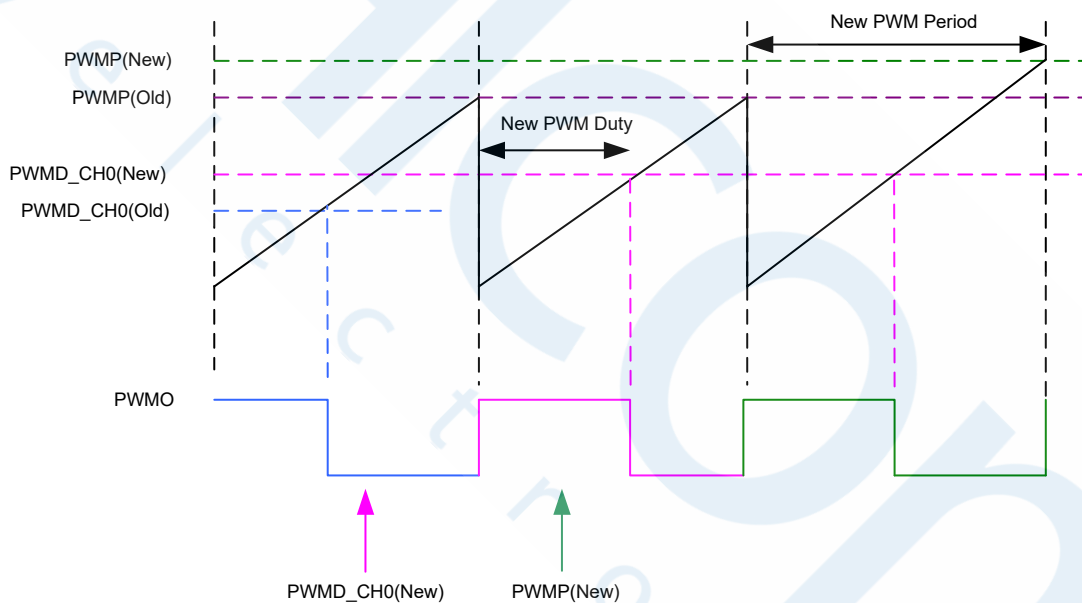 New PWM Period
PWMP(New)
PWMP(Old)
New PWM Duty
PWMD_CH0(New)
PWMD_CH0(Old)
PWMO
PWMD_CH0(New)
PWMP(New)